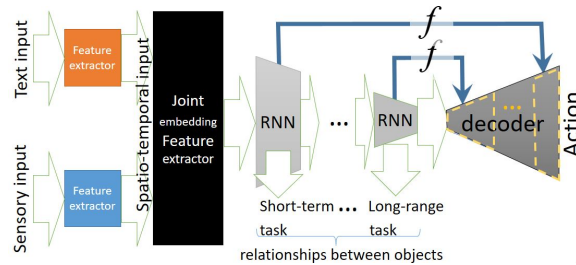 Text input
Feature
extractor
Sensory input
Feature
extractor
Spatio-temporal input
Joint
embedding
Feature
extractor
RNN
...
RNN
f
f
decoder
...
Action
Short-term ... Long-range
task task
relationships between objects